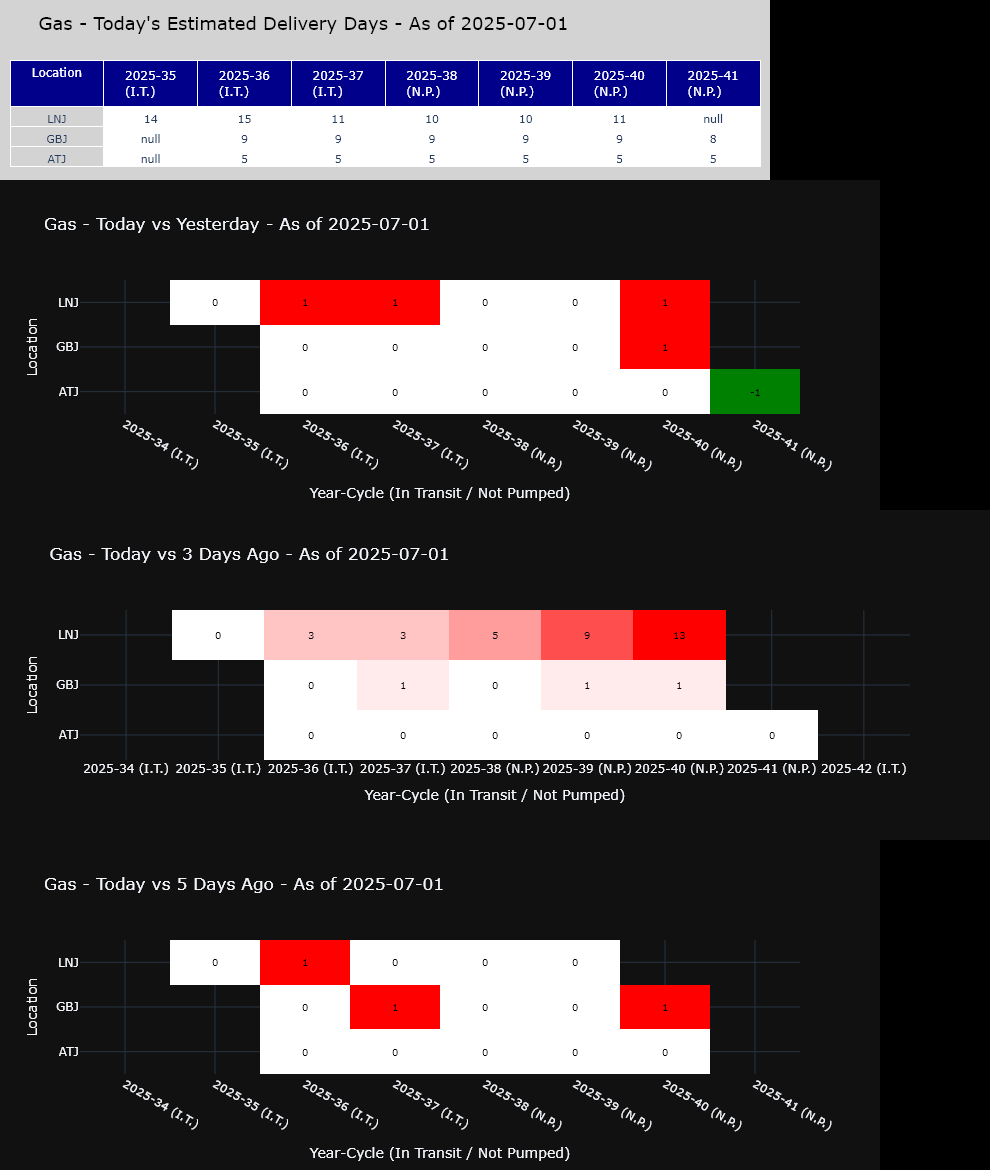 Gas - Today's Estimated Delivery Days - As of 2025-07-01
Location 2025-35 (I.T.) 2025-36 (I.T.) 2025-37 (I.T.) 2025-38 (N.P.) 2025-39 (N.P.) 2025-40 (N.P.) 2025-41 (N.P.)
LNJ 14 15 11 10 10 11 null
GBJ null 9 9 9 9 9 8
ATJ null 5 5 5 5 5 5
Gas - Today vs Yesterday - As of 2025-07-01
Location
LNJ 0 1 1 0 0 1
GBJ 0 0 0 0 1
ATJ 0 0 0 0 0 -1
2025-34 (I.T.) 2025-35 (I.T.) 2025-36 (I.T.) 2025-37 (I.T.) 2025-38 (N.P.) 2025-39 (N.P.) 2025-40 (N.P.) 2025-41 (N.P.)
Year-Cycle (In Transit / Not Pumped)
Gas - Today vs 3 Days Ago - As of 2025-07-01
Location
LNJ 0 3 3 5 9 13
GBJ 0 1 0 1 1
ATJ 0 0 0 0 0 0
2025-34 (I.T.) 2025-35 (I.T.) 2025-36 (I.T.) 2025-37 (I.T.) 2025-38 (N.P.) 2025-39 (N.P.) 2025-40 (N.P.) 2025-41 (N.P.) 2025-42 (I.T.)
Year-Cycle (In Transit / Not Pumped)
Gas - Today vs 5 Days Ago - As of 2025-07-01
Location
LNJ 0 1 0 0 0
GBJ 0 1 0 0 1
ATJ 0 0 0 0 0
2025-34 (I.T.) 2025-35 (I.T.) 2025-36 (I.T.) 2025-37 (I.T.) 2025-38 (N.P.) 2025-39 (N.P.) 2025-40 (N.P.) 2025-41 (N.P.)
Year-Cycle (In Transit / Not Pumped)